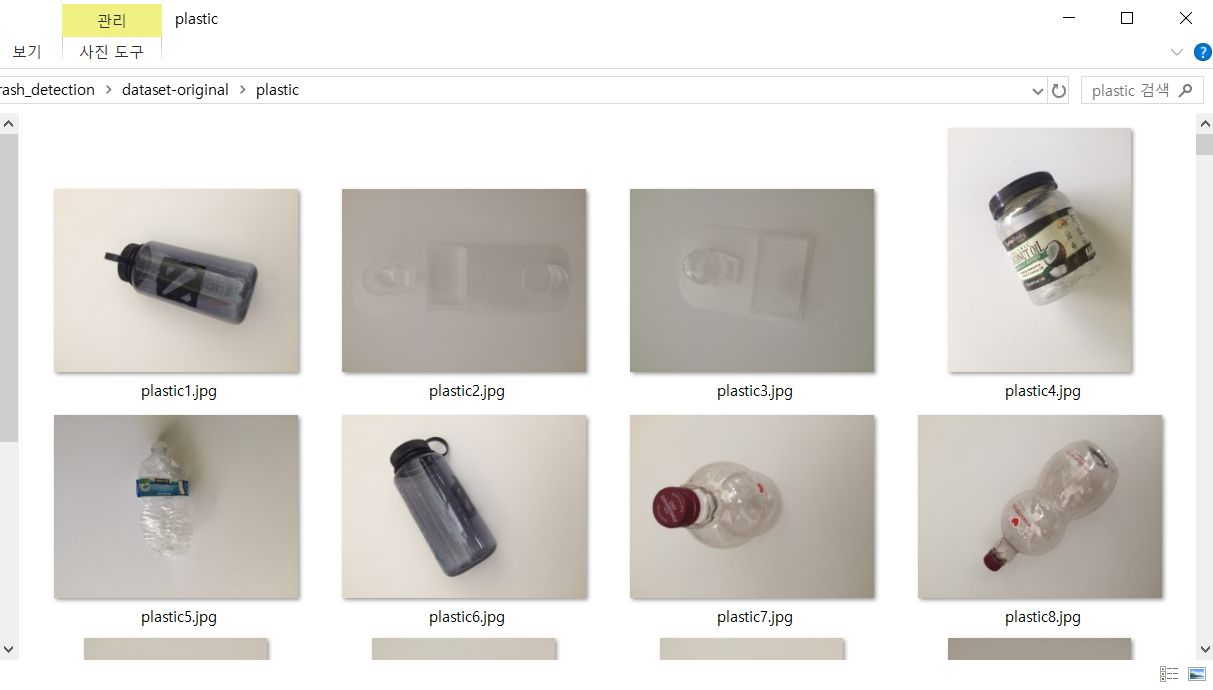 관리
plastic
보기
사진 도구
rash_detection > dataset-original > plastic
plastic 검색
plastic1.jpg
plastic2.jpg
plastic3.jpg
plastic4.jpg
plastic5.jpg
plastic6.jpg
plastic7.jpg
plastic8.jpg